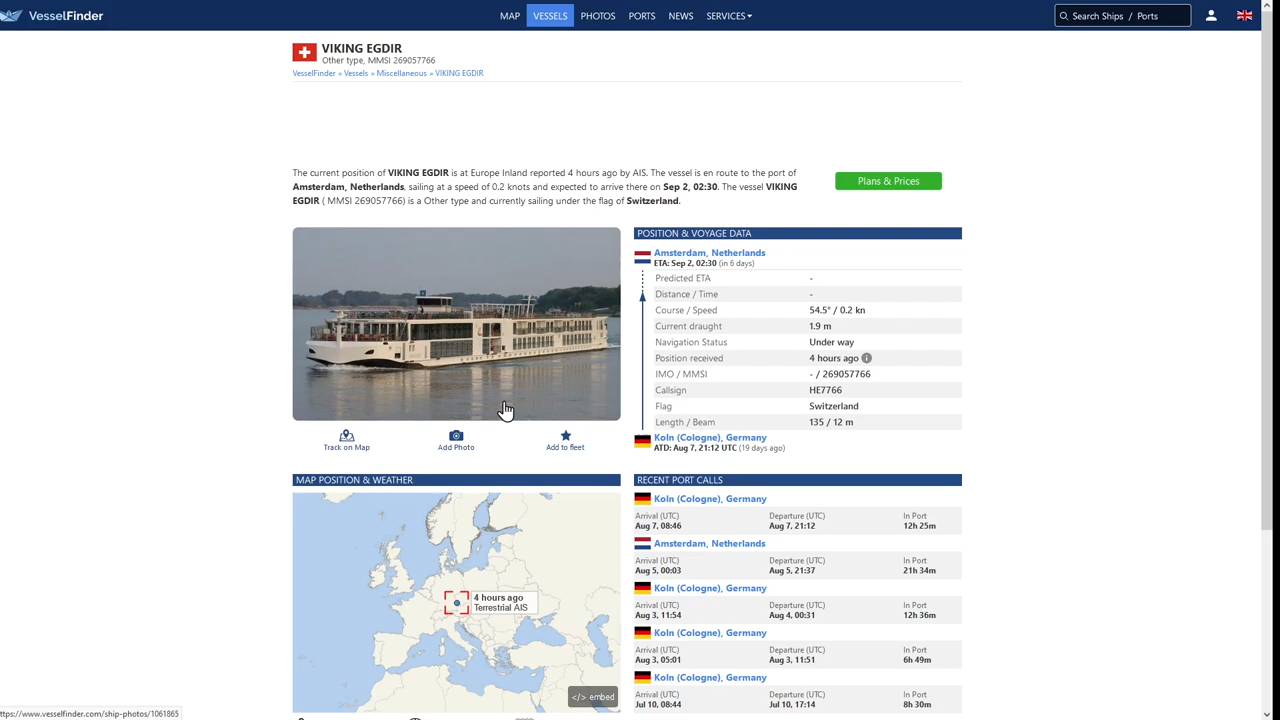 VesselFinder
MAP VESSELS PHOTOS PORTS NEWS SERVICES
Search Ships / Ports
VIKING EGDIR
Other type, MMSI 269057766
VesselFinder » Vessels » Miscellaneous » VIKING EGDIR
The current position of VIKING EGDIR is at Europe Inland reported 4 hours ago by AIS. The vessel is en route to the port of
Amsterdam, Netherlands, sailing at a speed of 0.2 knots and expected to arrive there on Sep 2, 02:30. The vessel VIKING
EGDIR ( MMSI 269057766) is a Other type and currently sailing under the flag of Switzerland.
Plans & Prices
Track on Map
Add Photo
Add to fleet
POSITION & VOYAGE DATA
Amsterdam, Netherlands
ETA: Sep 2, 02:30 (in 6 days)
Predicted ETA -
Distance / Time -
Course / Speed 54.5° / 0.2 kn
Current draught 1.9 m
Navigation Status Under way
Position received 4 hours ago
IMO / MMSI - / 269057766
Callsign HE7766
Flag Switzerland
Length / Beam 135 / 12 m
Koln (Cologne), Germany
ATD: Aug 7, 21:12 UTC (19 days ago)
MAP POSITION & WEATHER
4 hours ago
Terrestrial AIS
</> embed
RECENT PORT CALLS
Koln (Cologne), Germany
Arrival (UTC) Departure (UTC) In Port
Aug 7, 08:46 Aug 7, 21:12 12h 25m
Amsterdam, Netherlands
Arrival (UTC) Departure (UTC) In Port
Aug 5, 00:03 Aug 5, 21:37 21h 34m
Koln (Cologne), Germany
Arrival (UTC) Departure (UTC) In Port
Aug 3, 11:54 Aug 4, 00:31 12h 36m
Koln (Cologne), Germany
Arrival (UTC) Departure (UTC) In Port
Aug 3, 05:01 Aug 3, 11:51 6h 49m
Koln (Cologne), Germany
Arrival (UTC) Departure (UTC) In Port
Jul 10, 08:44 Jul 10, 17:14 8h 30m
ttps://www.vesselfinder.com/ship-photos/1061865